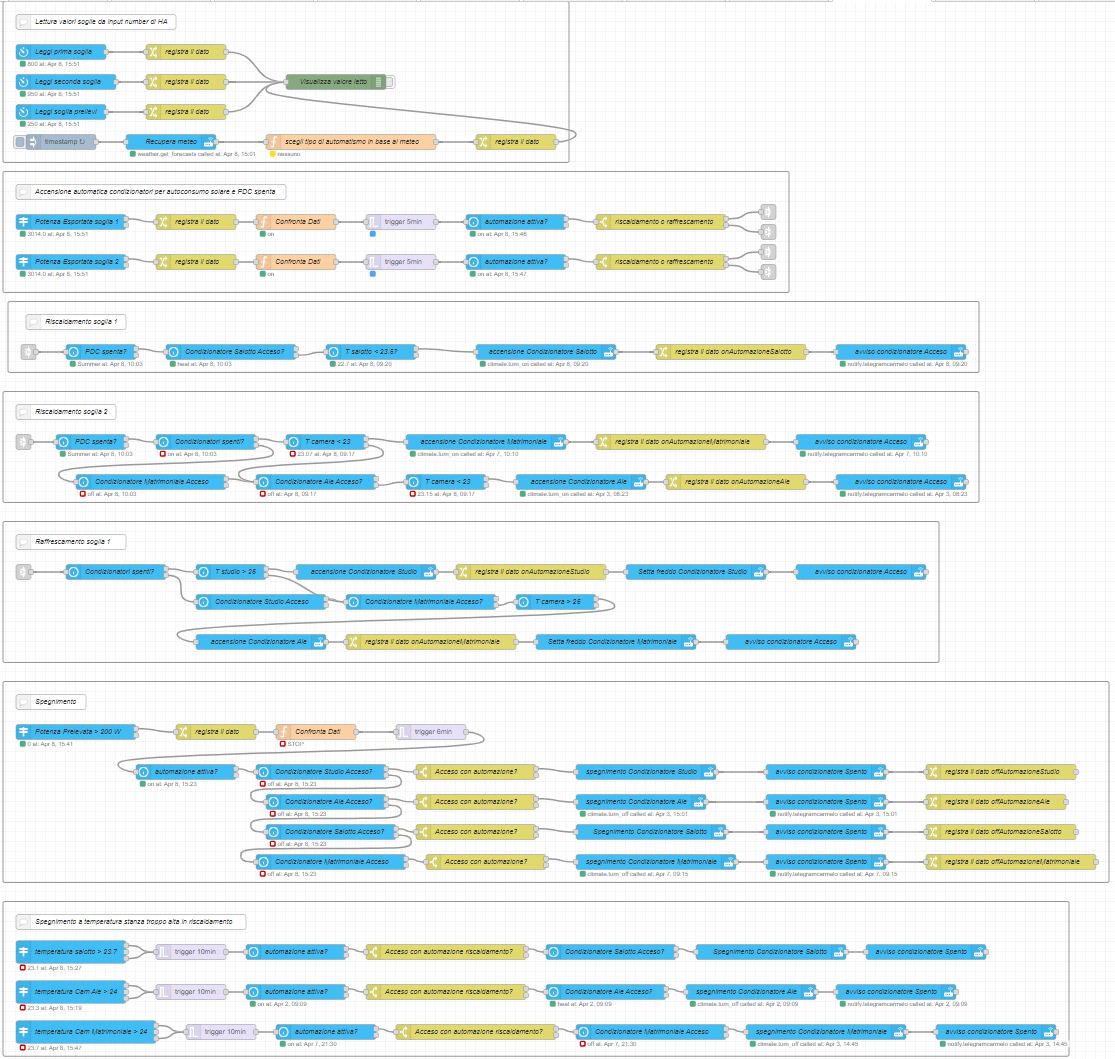 Lettura valori soglie da input number di HA
Leggi prima soglia registra il dato
600 at: Apr 8, 15:51
Leggi seconda soglia registra il dato Visualizza valore letto
950 at: Apr 8, 15:51
Leggi soglia prelievi registra il dato
250 at: Apr 8, 15:51
timestamp ↻ Recupera meteo scegli tipo di automatismo in base al meteo registra il dato
weather.get_forecasts called at: Apr 8, 15:01 nessuno
Accensione automatica condizionatori per autoconsumo solare e PDC spenta
Potenza Esportata soglia 1 registra il dato Confronta Dati trigger 5min automazione attiva? riscaldamento o raffrescamento
3014.0 at: Apr 8, 15:51 on on at: Apr 8, 15:46
Potenza Esportata soglia 2 registra il dato Confronta Dati trigger 5min automazione attiva? riscaldamento o raffrescamento
3014.0 at: Apr 8, 15:51 on on at: Apr 8, 15:47
Riscaldamento soglia 1
PDC spenta? Condizionatore Salotto Acceso? T salotto < 23.6? accensione Condizionatore Salotto registra il dato onAutomazioneSalotto avviso condizionatore Acceso
Summer at: Apr 8, 10:03 heat at: Apr 8, 10:03 22.7 at: Apr 8, 09:20 climate.turn_on called at: Apr 8, 09:20 notify.telegramcarmelo called at: Apr 8, 09:20
Riscaldamento soglia 2
PDC spenta? Condizionatori spenti? T camera < 23 accensione Condizionatore Matrimoniale registra il dato onAutomazioneMatrimoniale avviso condizionatore Acceso
Summer at: Apr 8, 10:03 on at: Apr 8, 10:03 23.07 at: Apr 8, 09:17 climate.turn_on called at: Apr 7, 10:10 notify.telegramcarmelo called at: Apr 7, 10:10
Condizionatore Matrimoniale Acceso Condizionatore Ale Acceso? T camera < 23 accensione Condizionatore Ale registra il dato onAutomazioneAle avviso condizionatore Acceso
off at: Apr 8, 10:03 off at: Apr 8, 09:17 23.15 at: Apr 8, 09:17 climate.turn_on called at: Apr 3, 08:23 notify.telegramcarmelo called at: Apr 3, 08:23
Raffrescamento soglia 1
Condizionatori spenti? T studio > 25 accensione Condizionatore Studio registra il dato onAutomazioneStudio Setta freddo Condizionatore Studio avviso condizionatore Acceso
Condizionatore Studio Acceso Condizionatore Matrimoniale Acceso? T camera > 25
accensione Condizionatore Ale registra il dato onAutomazioneMatrimoniale Setta freddo Condizionatore Matrimoniale avviso condizionatore Acceso
Spegnimento
Potenza Prelevata > 200 W registra il dato Confronta Dati trigger 6min
0 at: Apr 8, 15:41 STOP
automazione attiva? Condizionatore Studio Acceso? Acceso con automazione? spegnimento Condizionatore Studio avviso condizionatore Spento registra il dato offAutomazioneStudio
on at: Apr 8, 15:23 off at: Apr 8, 15:23
Condizionatore Ale Acceso? Acceso con automazione? spegnimento Condizionatore Ale avviso condizionatore Spento registra il dato offAutomazioneAle
off at: Apr 8, 15:23 climate.turn_off called at: Apr 3, 15:01 notify.telegramcarmelo called at: Apr 3, 15:01
Condizionatore Salotto Acceso? Acceso con automazione? Spegnimento Condizionatore Salotto avviso condizionatore Spento registra il dato offAutomazioneSalotto
off at: Apr 8, 15:23
Condizionatore Matrimoniale Acceso Acceso con automazione? spegnimento Condizionatore Matrimoniale avviso condizionatore Spento registra il dato offAutomazioneMatrimoniale
off at: Apr 8, 15:23 climate.turn_off called at: Apr 7, 09:15 notify.telegramcarmelo called at: Apr 7, 09:15
Spegnimento a temperatura stanza troppo alta in riscaldamento
temperatura salotto > 23.7 trigger 10min automazione attiva? Acceso con automazione riscaldamento? Condizionatore Salotto Acceso? Spegnimento Condizionatore Salotto avviso condizionatore Spento
23.1 at: Apr 8, 15:27
temperatura Cam Ale > 24 trigger 10min automazione attiva? Acceso con automazione riscaldamento? Condizionatore Ale Acceso? spegnimento Condizionatore Ale avviso condizionatore Spento
23.3 at: Apr 8, 15:19 on at: Apr 2, 09:09 heat at: Apr 2, 09:09 climate.turn_off called at: Apr 2, 09:09 notify.telegramcarmelo called at: Apr 2, 09:09
temperatura Cam Matrimoniale > 24 trigger 10min automazione attiva? Acceso con automazione riscaldamento? Condizionatore Matrimoniale Acceso spegnimento Condizionatore Matrimoniale avviso condizionatore Spento
23.7 at: Apr 8, 15:47 on at: Apr 7, 21:30 off at: Apr 7, 21:30 climate.turn_off called at: Apr 3, 14:45 notify.telegramcarmelo called at: Apr 3, 14:45